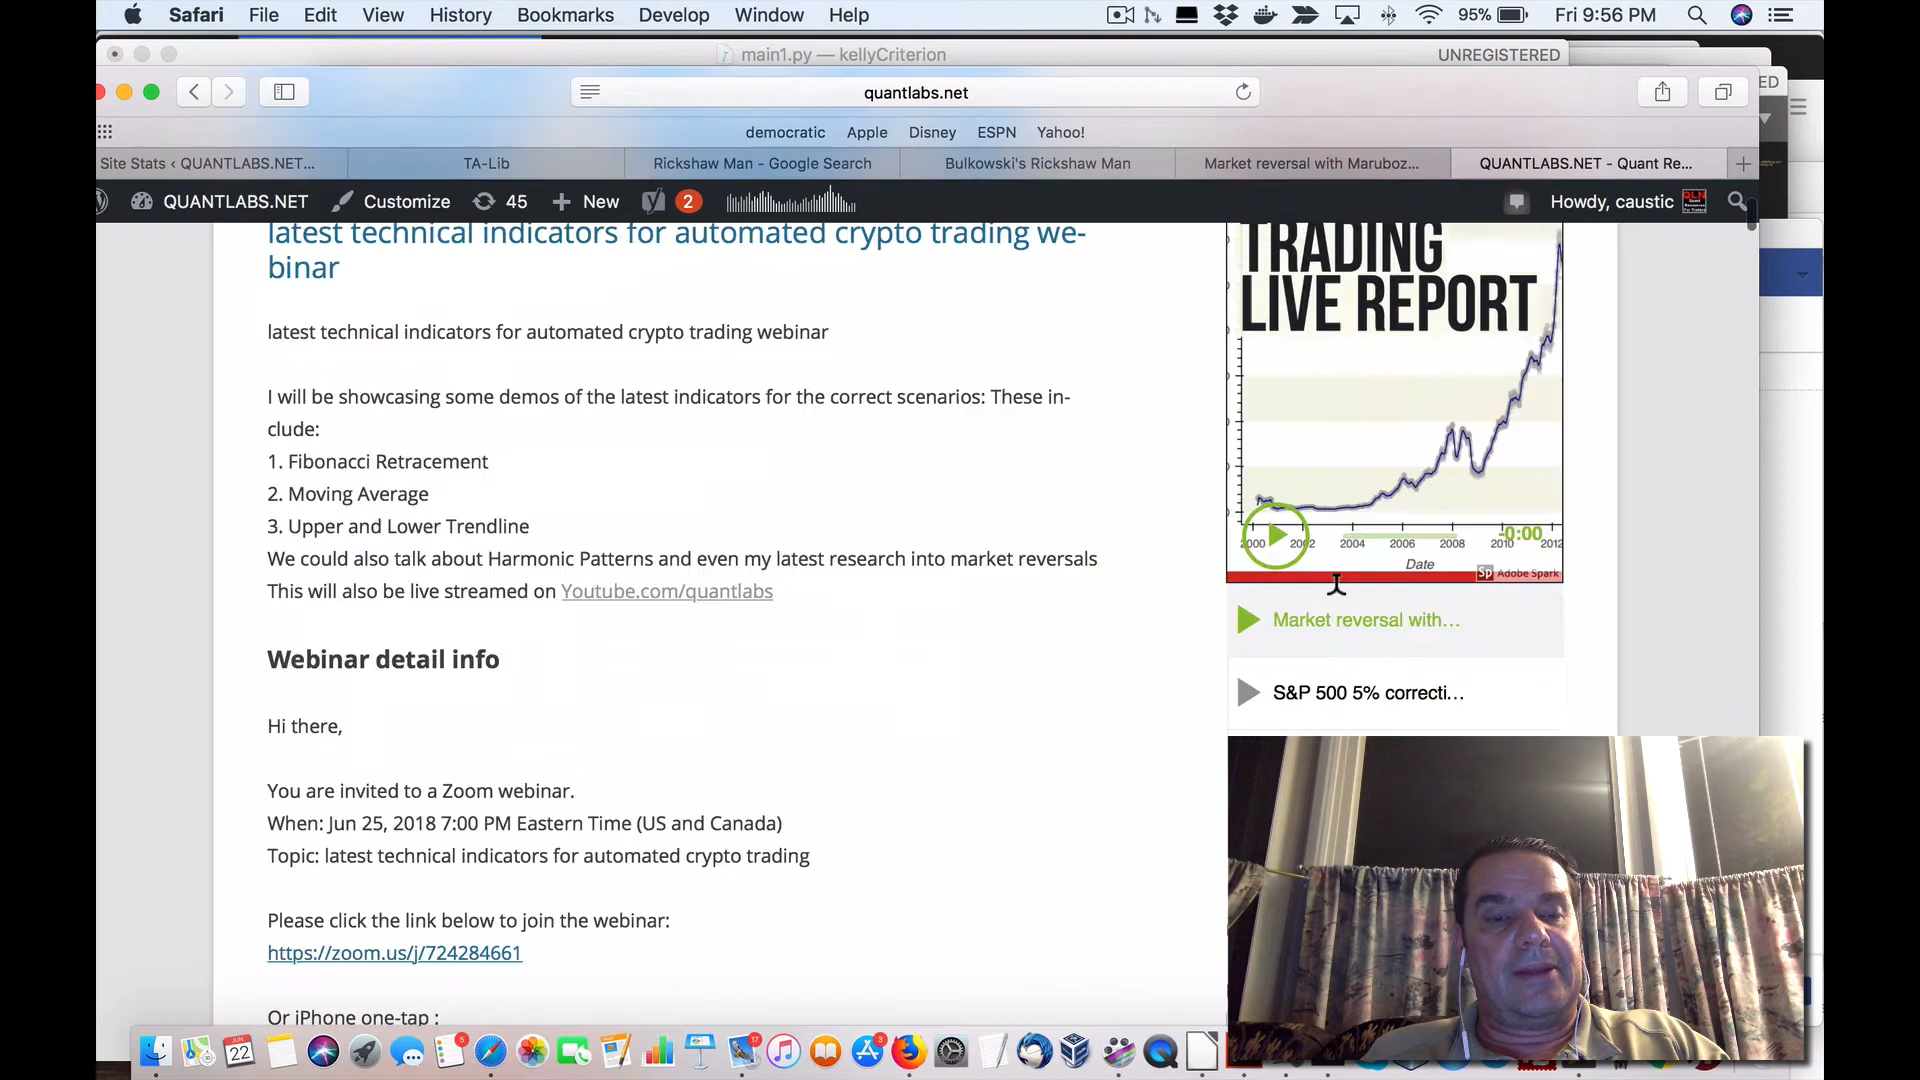 Safari File Edit View History Bookmarks Develop Window Help 95% Fri 9:56 PM
main1.py — kellyCriterion UNREGISTERED
quantlabs.net
democratic Apple Disney ESPN Yahoo!
Site Stats ‹ QUANTLABS.NET... TA-Lib Rickshaw Man - Google Search Bulkowski's Rickshaw Man Market reversal with Maruboz... QUANTLABS.NET - Quant Re...
QUANTLABS.NET Customize 45 New 2 Howdy, caustic
latest technical indicators for automated crypto trading we-
binar
latest technical indicators for automated crypto trading webinar
I will be showcasing some demos of the latest indicators for the correct scenarios: These in-
clude:
1. Fibonacci Retracement
2. Moving Average
3. Upper and Lower Trendline
We could also talk about Harmonic Patterns and even my latest research into market reversals
This will also be live streamed on Youtube.com/quantlabs
Webinar detail info
Hi there,
You are invited to a Zoom webinar.
When: Jun 25, 2018 7:00 PM Eastern Time (US and Canada)
Topic: latest technical indicators for automated crypto trading
Please click the link below to join the webinar:
https://zoom.us/j/724284661
Or iPhone one-tap :
TRADING
LIVE REPORT
-0:00
2000 2002 2004 2006 2008 2010 2012
Date
Sp Adobe Spark
Market reversal with...
S&P 500 5% correcti...
JUN
22
5
17
3